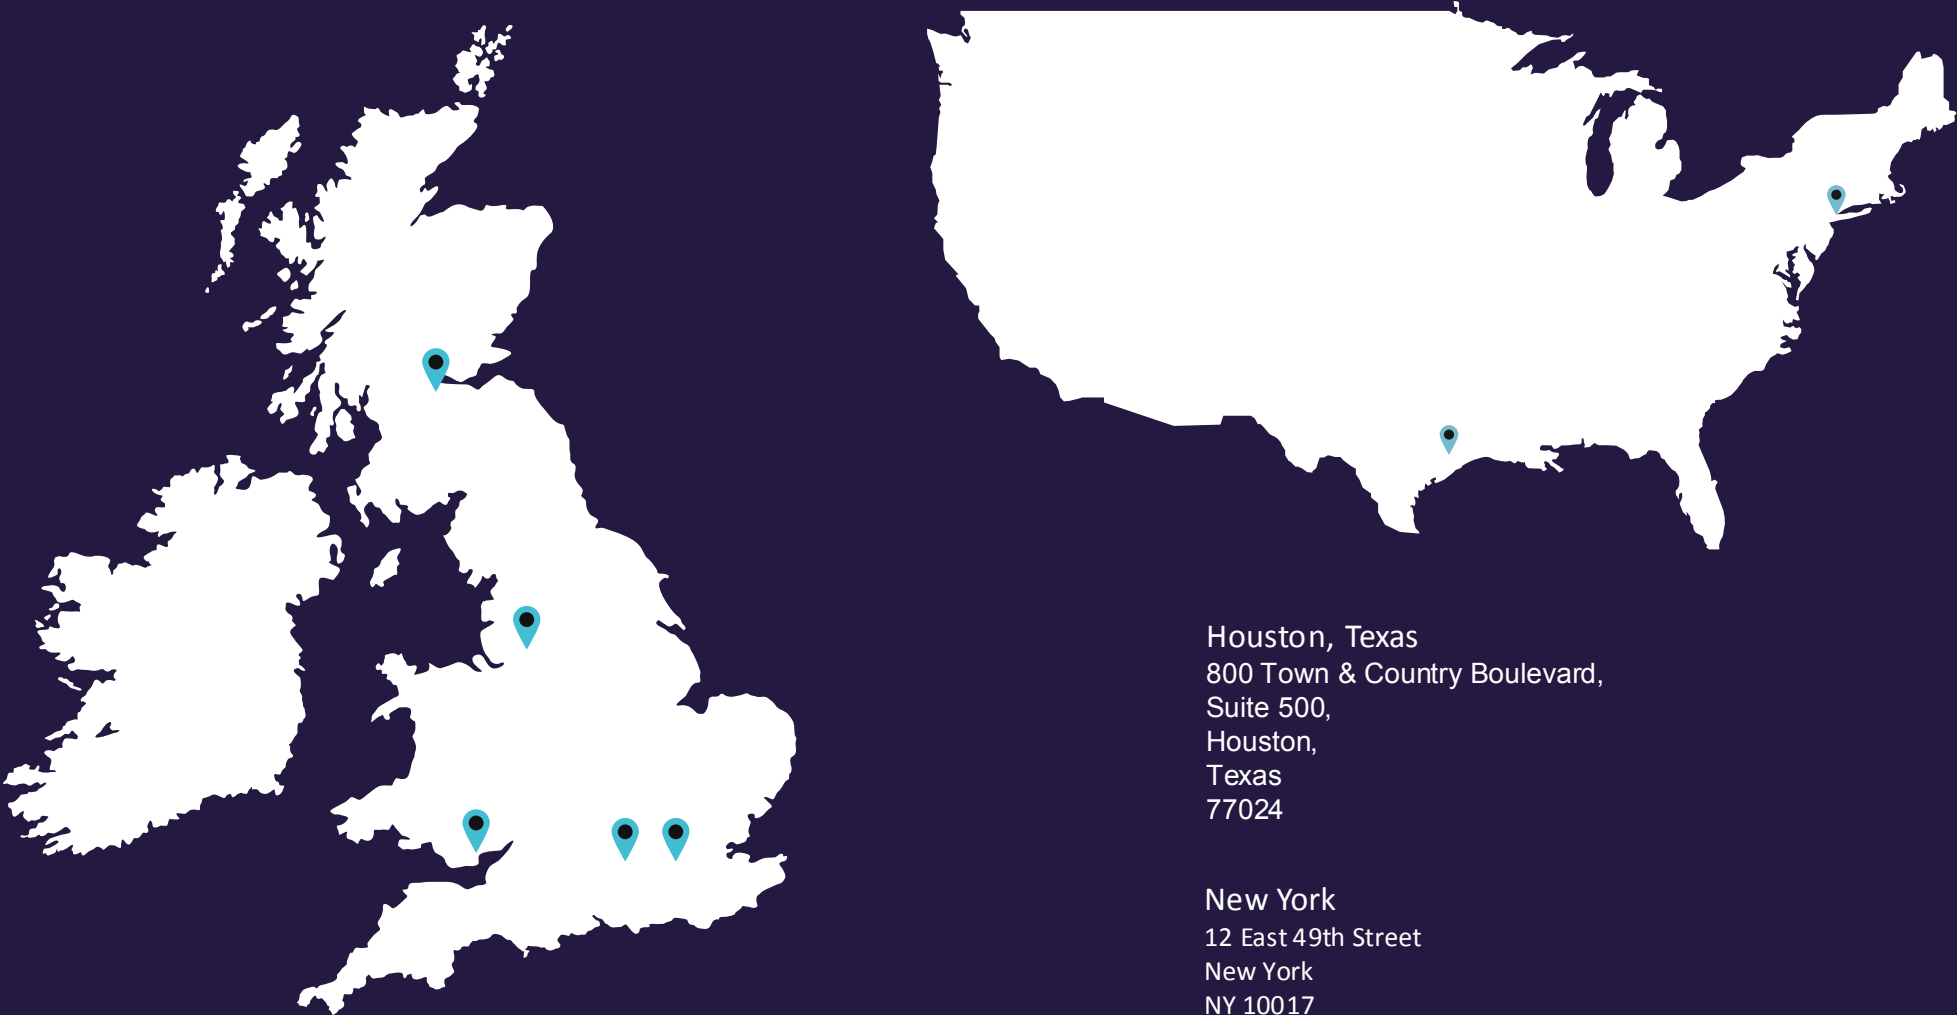 Houston, Texas
800 Town & Country Boulevard,
Suite 500,
Houston,
Texas
77024
New York
12 East 49th Street
New York
NY 10017